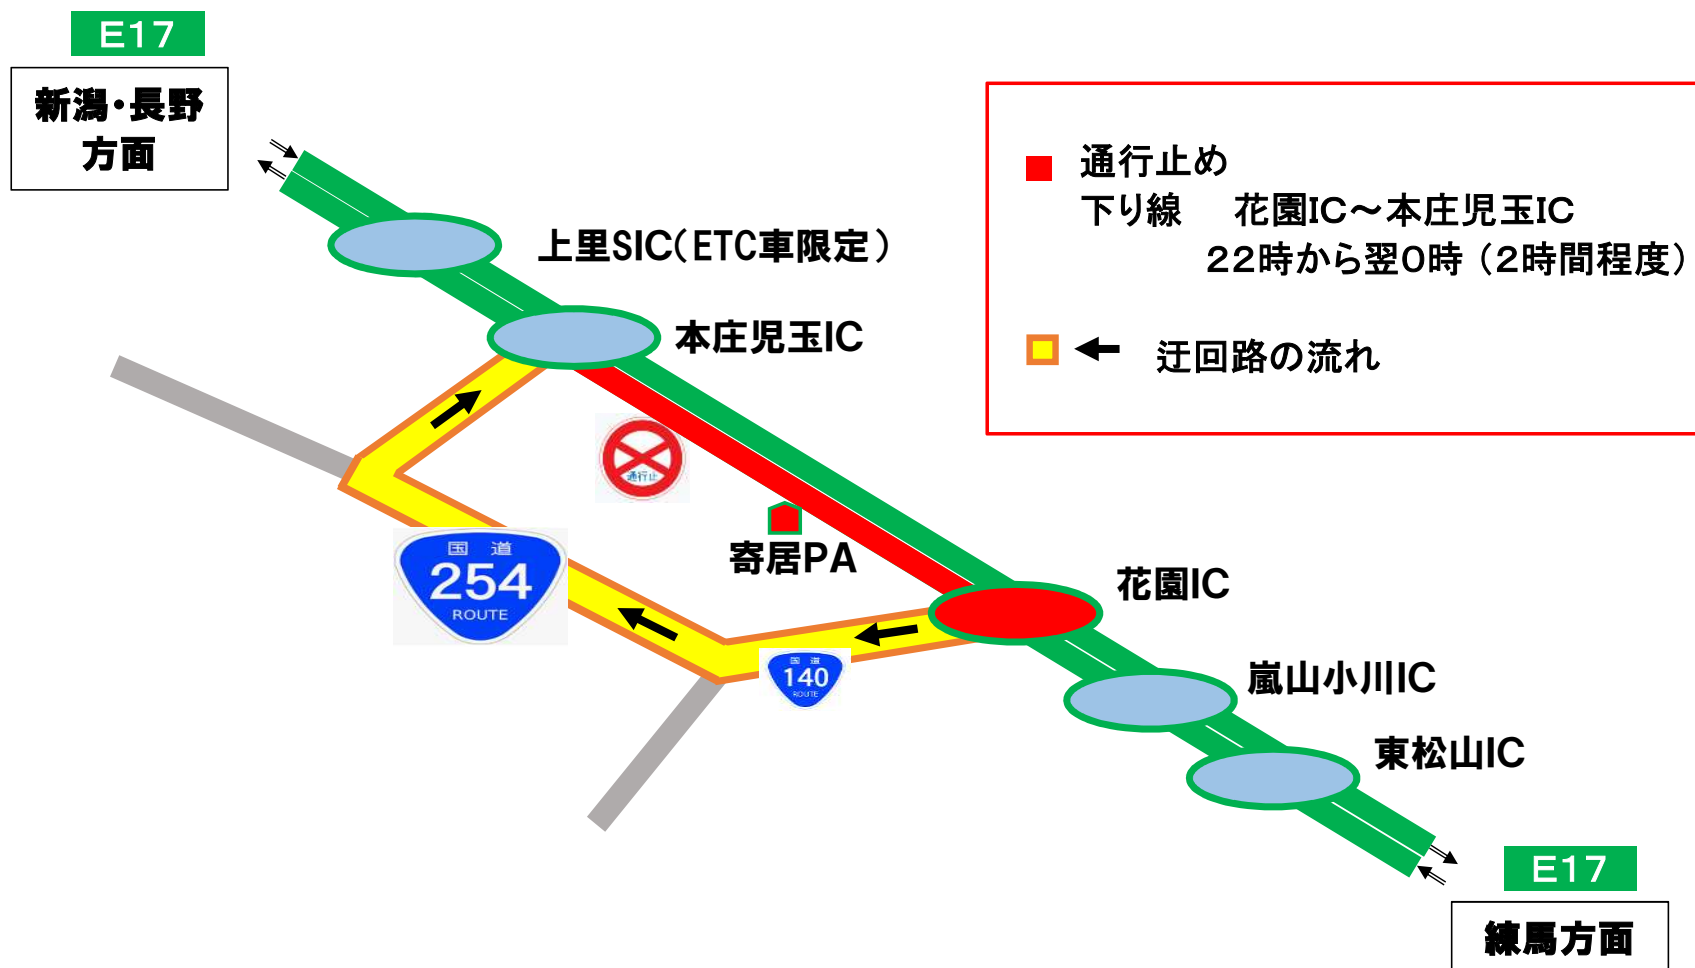 E17
新潟・長野
方面
通行止め
下り線 花園IC～本庄児玉IC
22時から翌0時（2時間程度）
迂回路の流れ
上里SIC（ETC車限定）
本庄児玉IC
通行止
寄居PA
国道
254
ROUTE
花園IC
国道
140
ROUTE
嵐山小川IC
東松山IC
E17
練馬方面